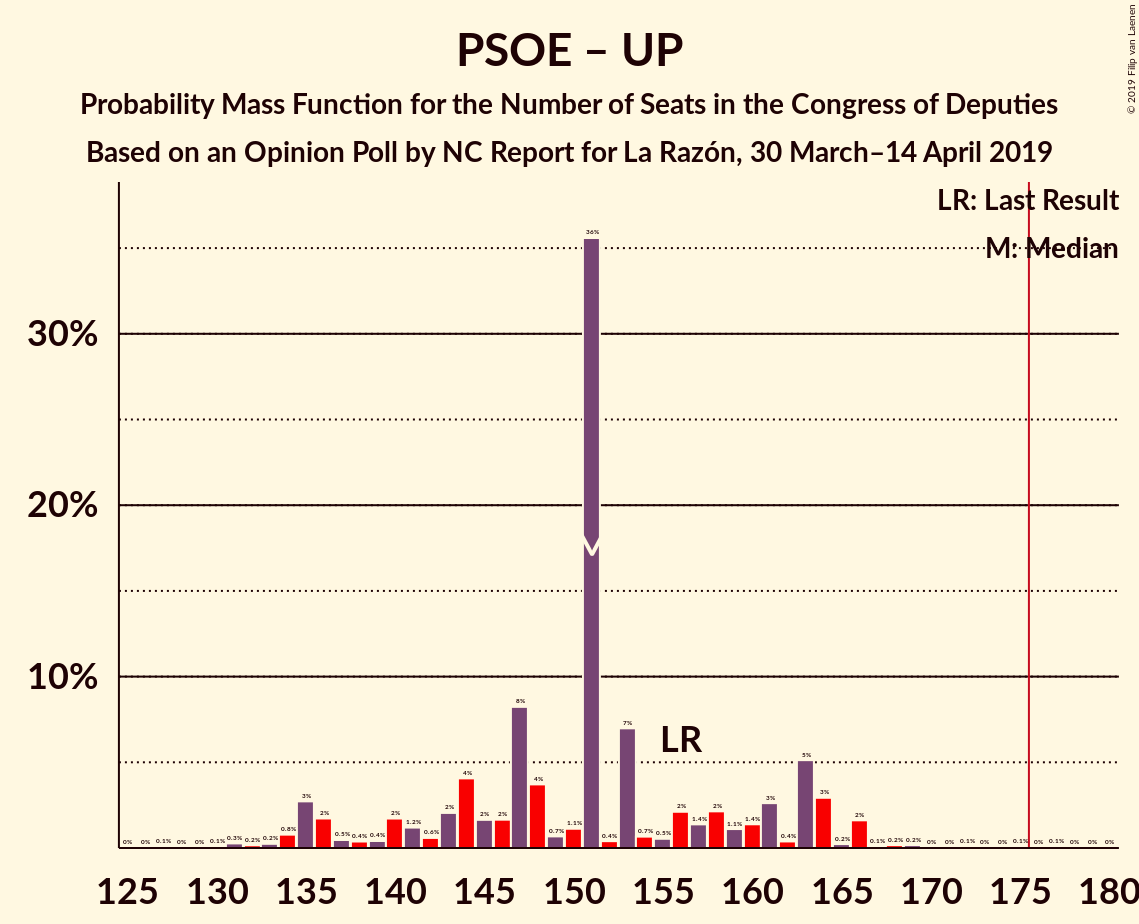 PSOE – UP
Probability Mass Function for the Number of Seats in the Congress of Deputies
Based on an Opinion Poll by NC Report for La Razón, 30 March–14 April 2019
© 2019 Filip van Laenen
LR: Last Result
M: Median
30%
20%
10%
LR
M
0% 0% 0.1% 0% 0% 0.1% 0.3% 0.2% 0.2% 0.8% 3% 2% 0.5% 0.4% 0.4% 2% 1.2% 0.6% 2% 4% 2% 2% 8% 4% 0.7% 1.1% 36% 0.4% 7% 0.7% 0.5% 2% 1.4% 2% 1.1% 1.4% 3% 0.4% 5% 3% 0.2% 2% 0.1% 0.2% 0.2% 0% 0% 0.1% 0% 0% 0.1% 0% 0.1% 0% 0% 0%
125 130 135 140 145 150 155 160 165 170 175 180